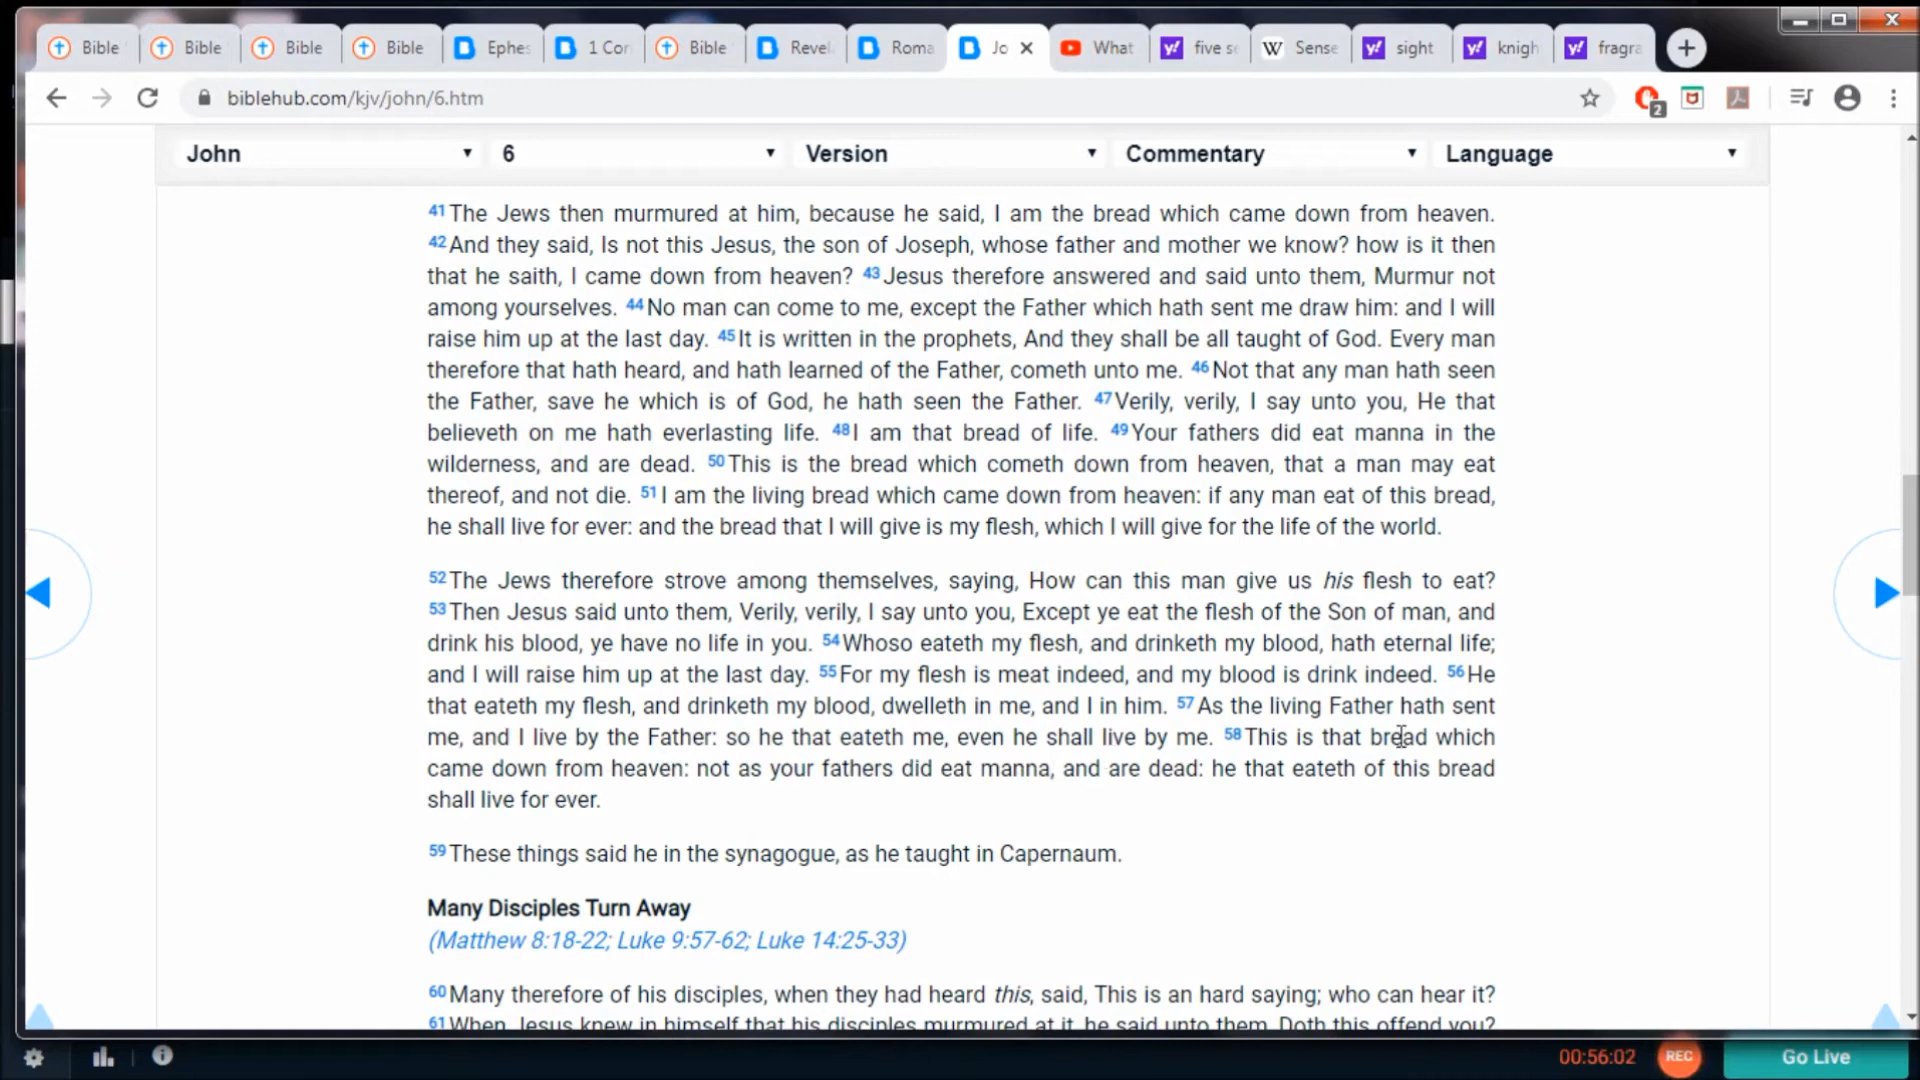 Bible
Bible
Bible
Bible
Ephes
1 Cor
Bible
Revel
Roma
Jo
What
five se
W
Sense
sight
knigh
fragra
biblehub.com/kjv/john/6.htm
2
John
6
Version
Commentary
Language
41 The Jews then murmured at him, because he said, I am the bread which came down from heaven.
42 And they said, Is not this Jesus, the son of Joseph, whose father and mother we know? how is it then
that he saith, I came down from heaven? 43 Jesus therefore answered and said unto them, Murmur not
among yourselves. 44 No man can come to me, except the Father which hath sent me draw him: and I will
raise him up at the last day. 45 It is written in the prophets, And they shall be all taught of God. Every man
therefore that hath heard, and hath learned of the Father, cometh unto me. 46 Not that any man hath seen
the Father, save he which is of God, he hath seen the Father. 47 Verily, verily, I say unto you, He that
believeth on me hath everlasting life. 48 I am that bread of life. 49 Your fathers did eat manna in the
wilderness, and are dead. 50 This is the bread which cometh down from heaven, that a man may eat
thereof, and not die. 51 I am the living bread which came down from heaven: if any man eat of this bread,
he shall live for ever: and the bread that I will give is my flesh, which I will give for the life of the world.
52 The Jews therefore strove among themselves, saying, How can this man give us his flesh to eat?
53 Then Jesus said unto them, Verily, verily, I say unto you, Except ye eat the flesh of the Son of man, and
drink his blood, ye have no life in you. 54 Whoso eateth my flesh, and drinketh my blood, hath eternal life;
and I will raise him up at the last day. 55 For my flesh is meat indeed, and my blood is drink indeed. 56 He
that eateth my flesh, and drinketh my blood, dwelleth in me, and I in him. 57 As the living Father hath sent
me, and I live by the Father: so he that eateth me, even he shall live by me. 58 This is that bread which
came down from heaven: not as your fathers did eat manna, and are dead: he that eateth of this bread
shall live for ever.
59 These things said he in the synagogue, as he taught in Capernaum.
Many Disciples Turn Away
(Matthew 8:18-22; Luke 9:57-62; Luke 14:25-33)
60 Many therefore of his disciples, when they had heard this, said, This is an hard saying; who can hear it?
61 When Jesus knew in himself that his disciples murmured at it, he said unto them, Doth this offend you?
00:56:02
REC
Go Live